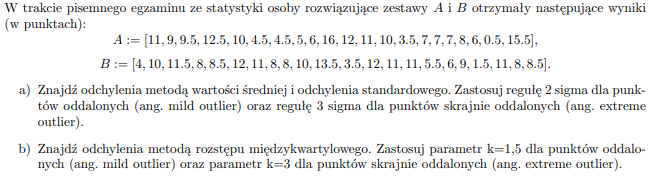 W trakcie pisemnego egzaminu ze statystyki osoby rozwiązujące zestawy A i B otrzymały następujące wyniki
(w punktach):
A := [11, 9, 9.5, 12.5, 10, 4.5, 4.5, 5, 6, 16, 12, 11, 10, 3.5, 7, 7, 7, 8, 6, 0.5, 15.5],
B := [4, 10, 11.5, 8, 8.5, 12, 11, 8, 8, 10, 13.5, 3.5, 12, 11, 11, 5.5, 6, 9, 1.5, 11, 8, 8.5].
a) Znajdź odchylenia metodą wartości średniej i odchylenia standardowego. Zastosuj regułę 2 sigma dla punk-
tów oddalonych (ang. mild outlier) oraz regułę 3 sigma dla punktów skrajnie oddalonych (ang. extreme
outlier).
b) Znajdź odchylenia metodą rozstępu międzykwartylowego. Zastosuj parametr k=1,5 dla punktów oddalo-
nych (ang. mild outlier) oraz parametr k=3 dla punktów skrajnie oddalonych (ang. extreme outlier).